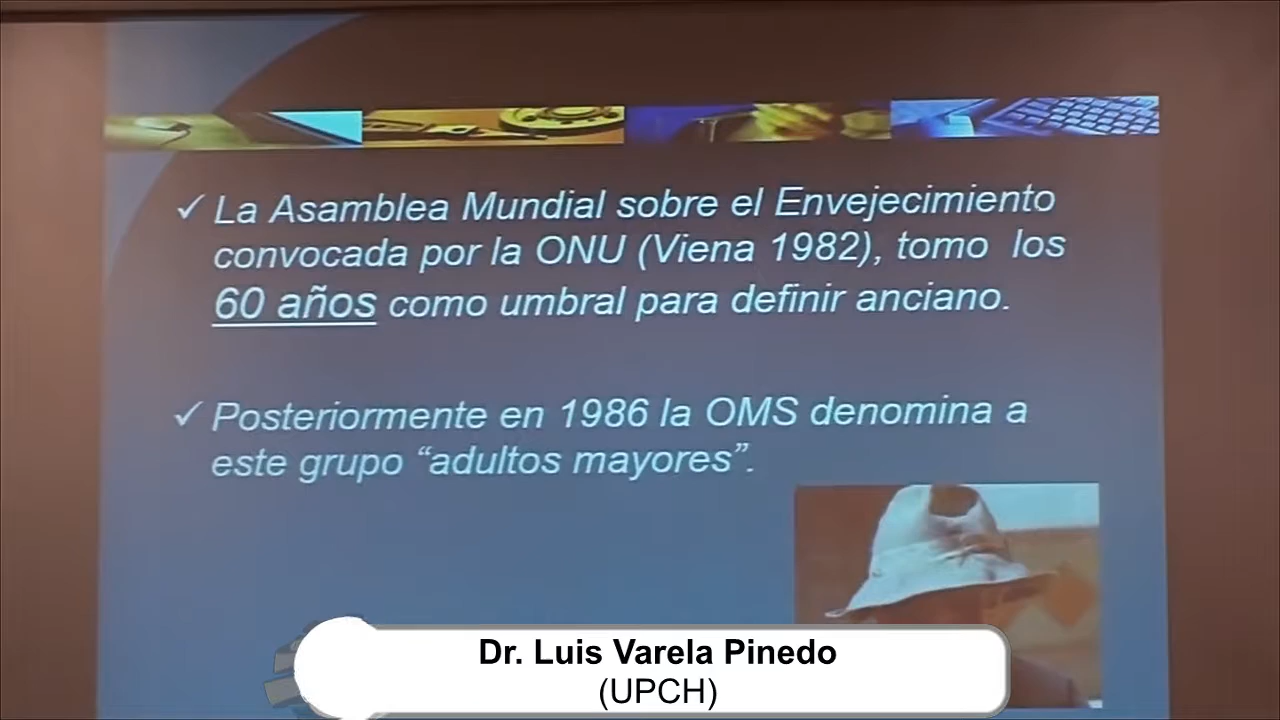 ✓ La Asamblea Mundial sobre el Envejecimiento
convocada por la ONU (Viena 1982), tomo los
60 años como umbral para definir anciano.
✓ Posteriormente en 1986 la OMS denomina a
este grupo “adultos mayores”.
Dr. Luis Varela Pinedo
(UPCH)